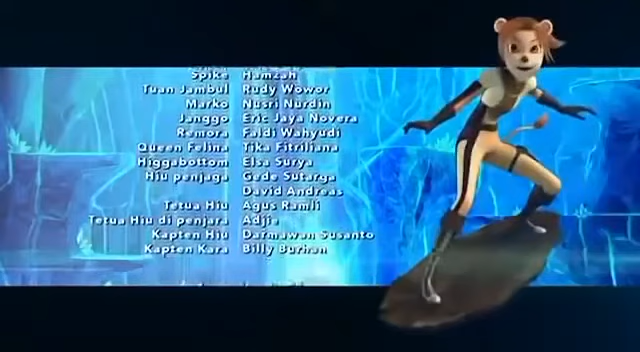 Spike Hamzah
Tuan Jambul Rudy Wowor
Marko Nusri Nurdin
Janggo Eric Jaya Novera
Remora Faldi Wahyudi
Queen Felina Tika Fitriliana
Higgabottom Elsa Surya
Hiu penjaga Gede Sutarga
David Andreas
Tetua Hiu Agus Ramli
Tetua Hiu di penjara Adjie
Kapten Hiu Darmawan Susanto
Kapten Kara Billy Burhan